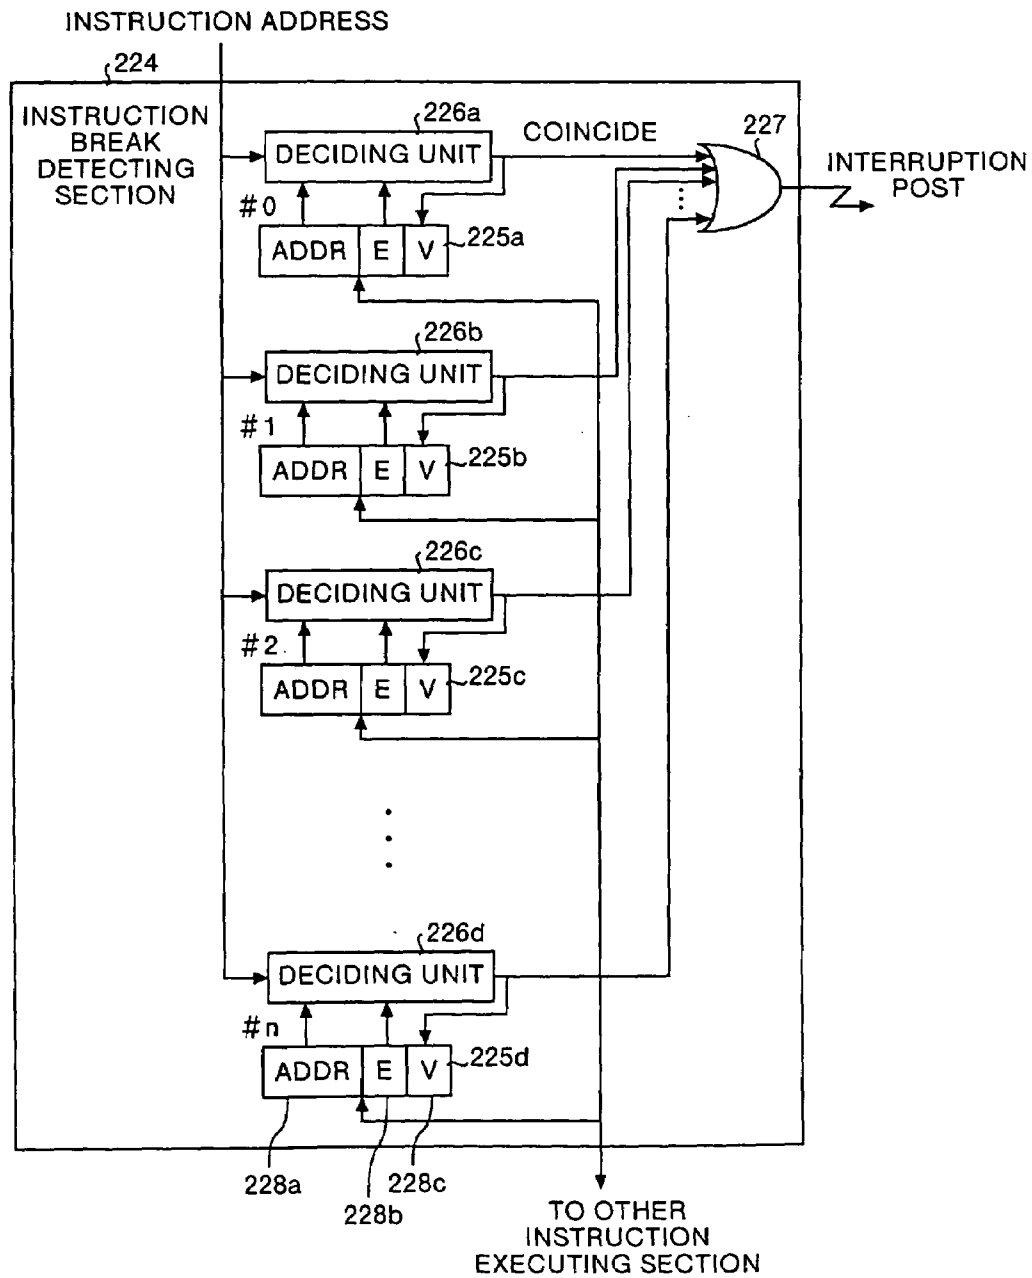 INSTRUCTION ADDRESS
224
INSTRUCTION
BREAK
DETECTING
SECTION
226a
DECIDING UNIT
COINCIDE
227
INTERRUPTION
POST
#0
ADDR E V
225a
226b
DECIDING UNIT
#1
ADDR E V
225b
226c
DECIDING UNIT
#2
ADDR E V
225c
226d
DECIDING UNIT
#n
ADDR E V
225d
228a
228b
228c
TO OTHER
INSTRUCTION
EXECUTING SECTION